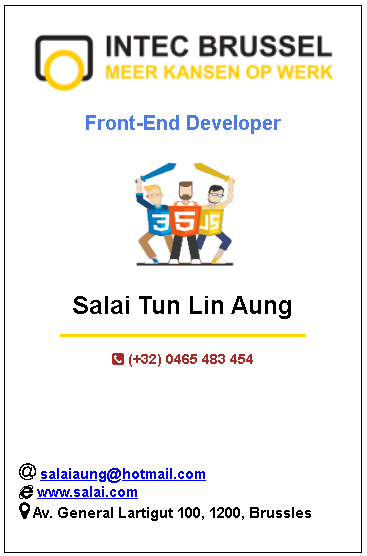 INTEC BRUSSEL
MEER KANSEN OP WERK
Front-End Developer
3 5 JS
Salai Tun Lin Aung
(+32) 0465 483 454
@ salaiaung@hotmail.com
www.salai.com
Av. General Lartigut 100, 1200, Brussles